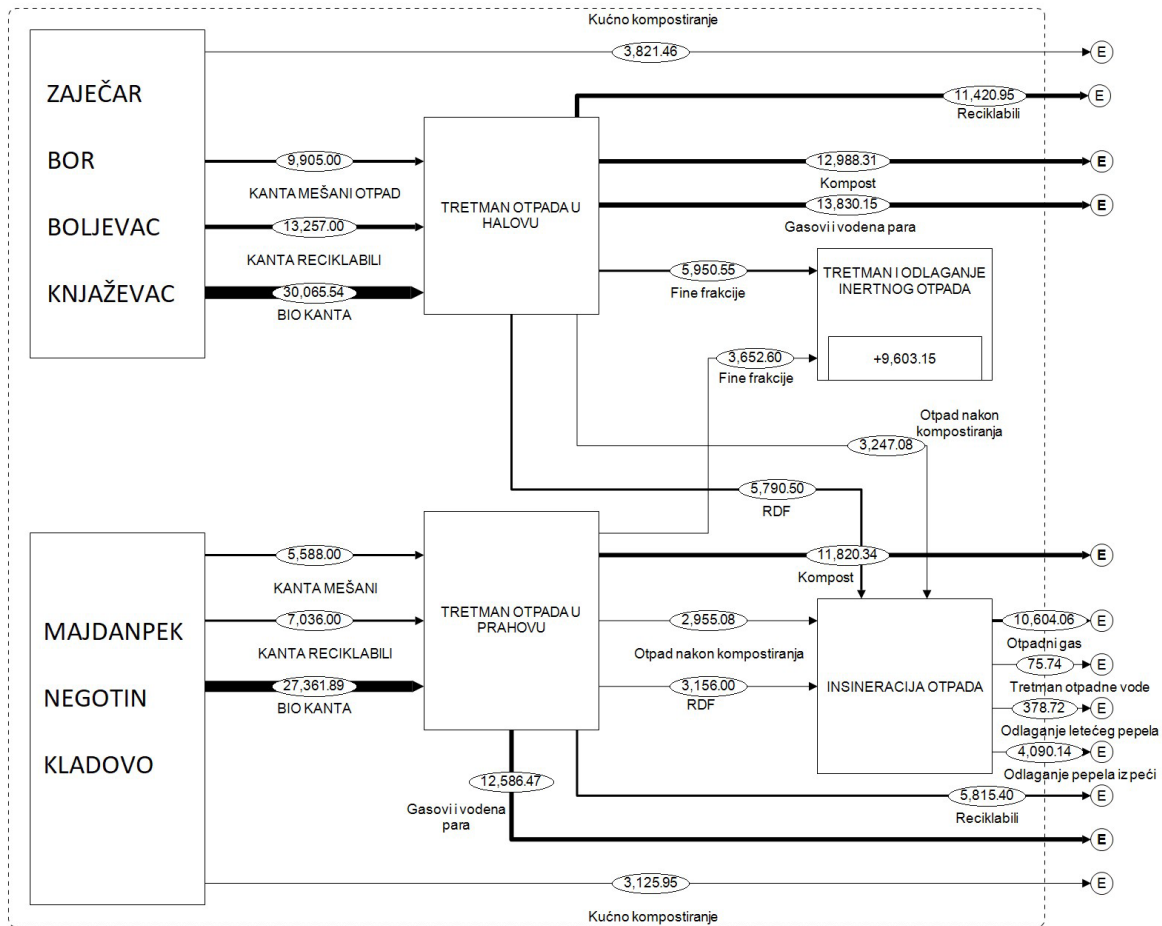 Kućno kompostiranje
3,821.46
E
ZAJEČAR
BOR
BOLJEVAC
KNJAŽEVAC
11,420.95
E
Reciklabili
9,905.00
KANTA MEŠANI OTPAD
13,257.00
KANTA RECIKLABILI
30,065.54
BIO KANTA
TRETMAN OTPADA U
HALOVU
12,988.31
E
Kompost
13,830.15
E
Gasovi i vodena para
5,950.55
Fine frakcije
TRETMAN I ODLAGANJE
INERTNOG OTPADA
+9,603.15
3,652.60
Fine frakcije
Otpad nakon
kompostiranja
3,247.08
5,790.50
RDF
MAJDANPEK
NEGOTIN
KLADOVO
5,588.00
KANTA MEŠANI
7,036.00
KANTA RECIKLABILI
27,361.89
BIO KANTA
TRETMAN OTPADA U
PRAHOVU
11,820.34
E
Kompost
2,955.08
Otpad nakon kompostiranja
3,156.00
RDF
INSINERACIJA OTPADA
10,604.06
E
Otpadni gas
75.74
E
Tretman otpadne vode
378.72
E
Odlaganje letećeg pepela
4,090.14
E
Odlaganje pepela iz peći
12,586.47
Gasovi i vodena
para
5,815.40
E
Reciklabili
E
3,125.95
E
Kućno kompostiranje